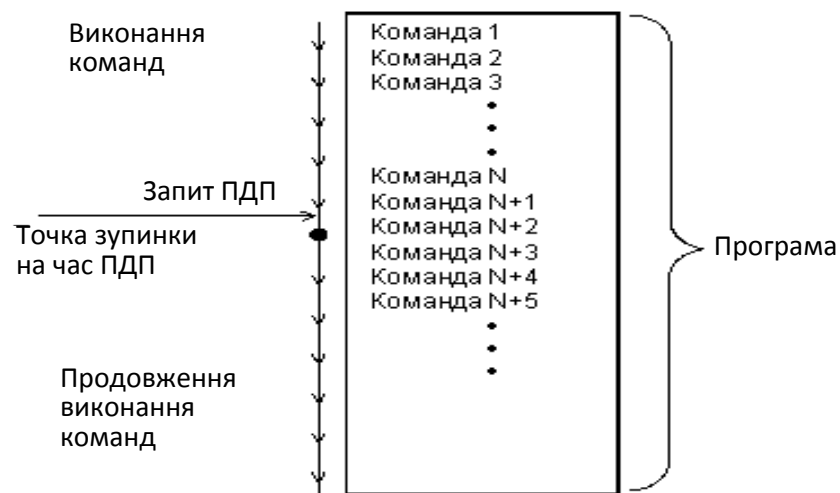 Виконання
команд
Запит ПДП
Точка зупинки
на час ПДП
Продовження
виконання
команд
Команда 1
Команда 2
Команда 3
Команда N
Команда N+1
Команда N+2
Команда N+3
Команда N+4
Команда N+5
Програма